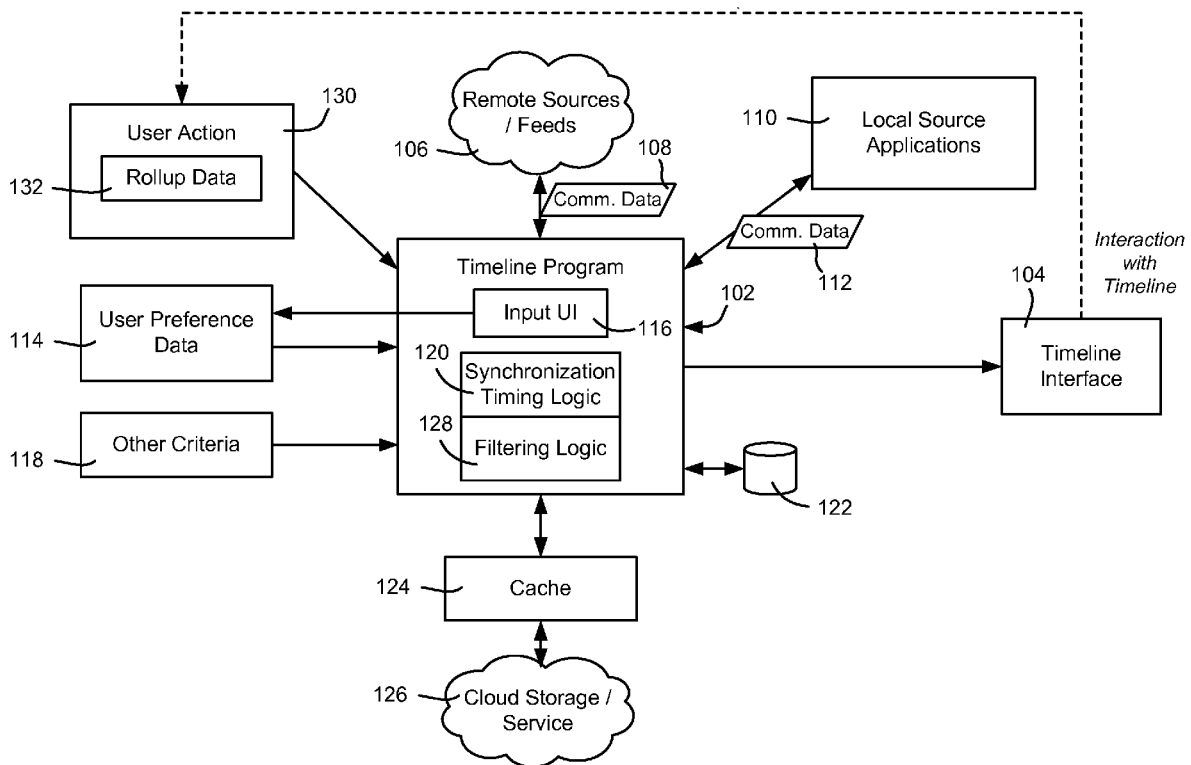 User Action
130
Rollup Data
132
Remote Sources
/ Feeds
106
108
Comm. Data
110
Local Source
Applications
Comm. Data
112
Interaction
with
Timeline
Timeline Program
Input UI
116
102
104
Timeline
Interface
User Preference
Data
114
120
Synchronization
Timing Logic
128
Filtering Logic
Other Criteria
118
122
124
Cache
126
Cloud Storage /
Service